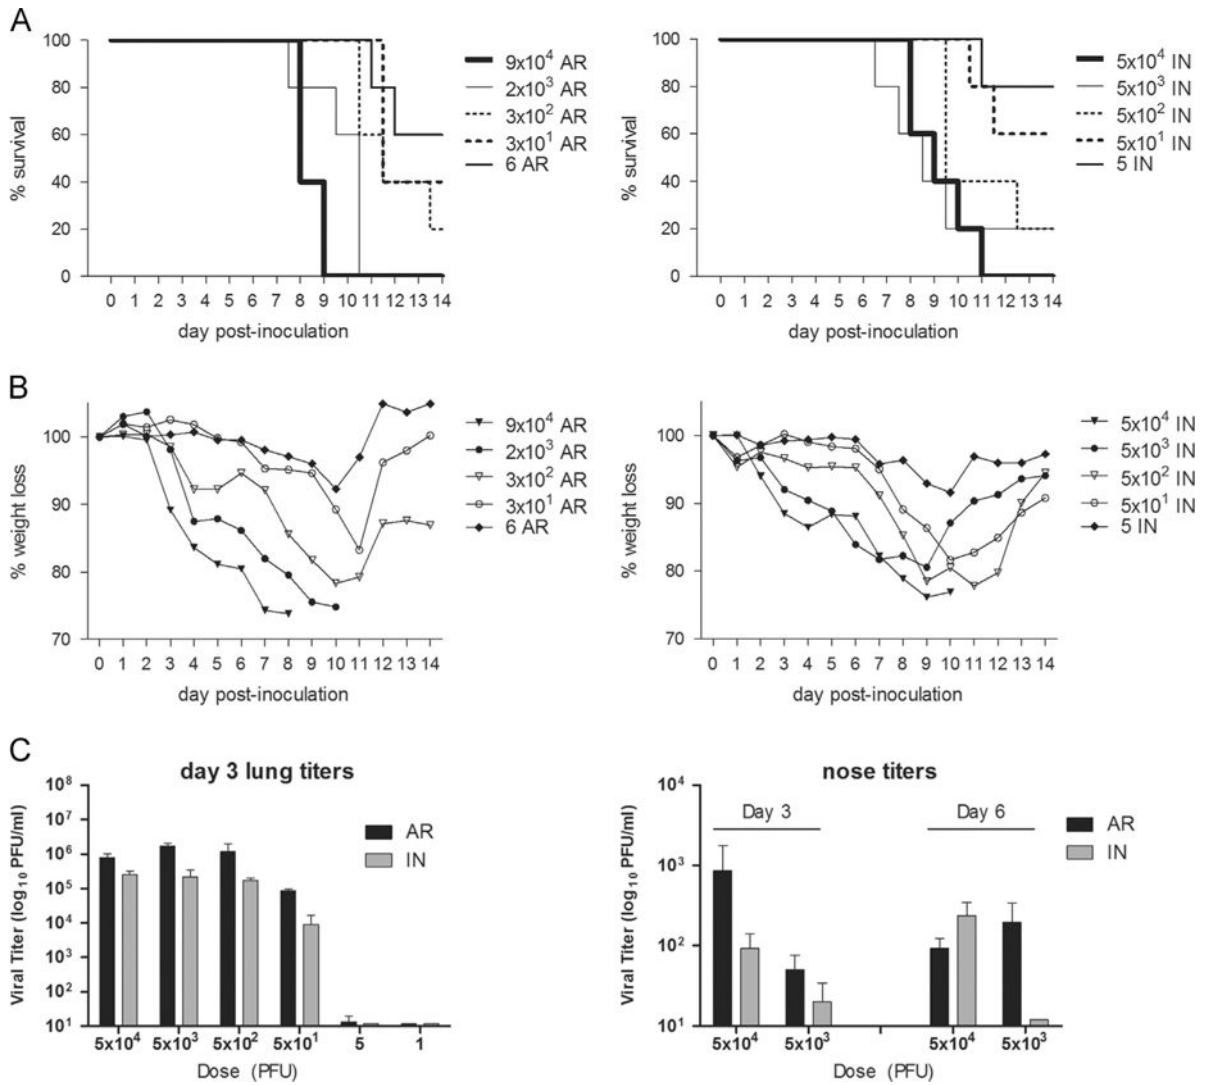 A
100
80
60
40
20
0
% survival
0 1 2 3 4 5 6 7 8 9 10 11 12 13 14
day post-inoculation
9x10⁴ AR
2x10³ AR
3x10² AR
3x10¹ AR
6 AR
100
80
60
40
20
0
% survival
0 1 2 3 4 5 6 7 8 9 10 11 12 13 14
day post-inoculation
5x10⁴ IN
5x10³ IN
5x10² IN
5x10¹ IN
5 IN
B
100
90
80
70
% weight loss
0 1 2 3 4 5 6 7 8 9 10 11 12 13 14
day post-inoculation
9x10⁴ AR
2x10³ AR
3x10² AR
3x10¹ AR
6 AR
100
90
80
70
% weight loss
0 1 2 3 4 5 6 7 8 9 10 11 12 13 14
day post-inoculation
5x10⁴ IN
5x10³ IN
5x10² IN
5x10¹ IN
5 IN
C
day 3 lung titers
10⁸
10⁷
10⁶
10⁵
10⁴
10³
10²
10¹
Viral Titer (log₁₀ PFU/ml)
AR
IN
5x10⁴ 5x10³ 5x10² 5x10¹ 5 1
Dose (PFU)
nose titers
10⁴
10³
10²
10¹
Viral Titer (log₁₀ PFU/ml)
Day 3
Day 6
AR
IN
5x10⁴ 5x10³ 5x10⁴ 5x10³
Dose (PFU)